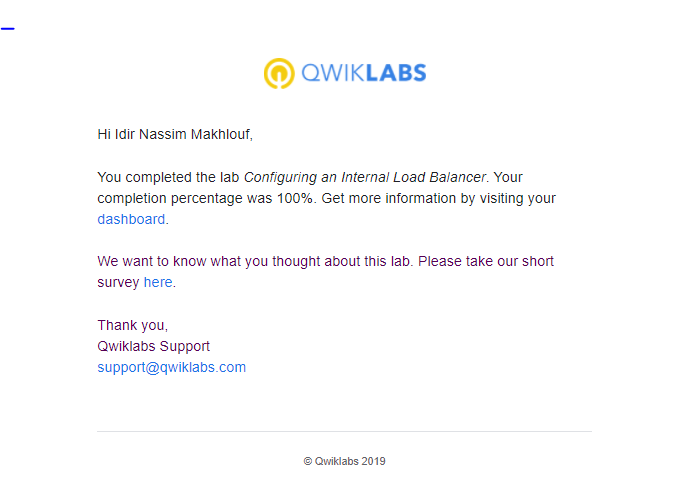 QWIKLABS
Hi Idir Nassim Makhlouf,
You completed the lab Configuring an Internal Load Balancer. Your
completion percentage was 100%. Get more information by visiting your
dashboard.
We want to know what you thought about this lab. Please take our short
survey here.
Thank you,
Qwiklabs Support
support@qwiklabs.com
© Qwiklabs 2019